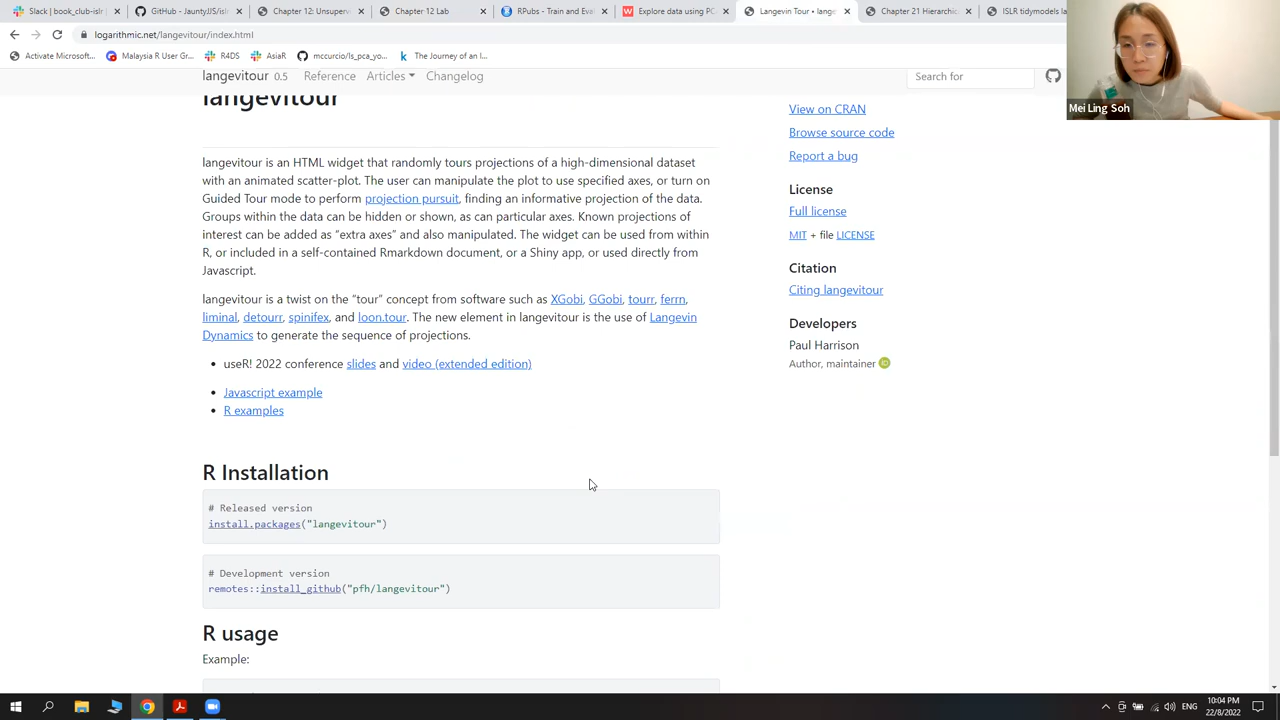 Slack | book_club-isli
GitHub - JauntyJJS/isl
Chapter 12: Unsuperv
Chapter 12 Lab
RPubs - Train and Eval
Explore data using PC
Langevin Tour • lange
Chapter 21 Hierarchic
ISLR tidymodels la
logarithmic.net/langevitour/index.html
Activate Microsoft...
Malaysia R User Gr...
R4DS
AsiaR
mccurcio/Is_pca_yo...
The Journey of an I...
langevitour 0.5 Reference Articles Changelog
Search for
Mei Ling Soh
langevitour
langevitour is an HTML widget that randomly tours projections of a high-dimensional dataset
with an animated scatter-plot. The user can manipulate the plot to use specified axes, or turn on
Guided Tour mode to perform projection pursuit, finding an informative projection of the data.
Groups within the data can be hidden or shown, as can particular axes. Known projections of
interest can be added as “extra axes” and also manipulated. The widget can be used from within
R, or included in a self-contained Rmarkdown document, or a Shiny app, or used directly from
Javascript.
langevitour is a twist on the “tour” concept from software such as XGobi, GGobi, tourr, ferrn,
liminal, detourr, spinifex, and loon.tour. The new element in langevitour is the use of Langevin
Dynamics to generate the sequence of projections.
• useR! 2022 conference slides and video (extended edition)
• Javascript example
• R examples
R Installation
# Released version
install.packages("langevitour")
# Development version
remotes::install_github("pfh/langevitour")
R usage
Example:
View on CRAN
Browse source code
Report a bug
License
Full license
MIT + file LICENSE
Citation
Citing langevitour
Developers
Paul Harrison
Author, maintainer
ENG
10:04 PM
22/8/2022